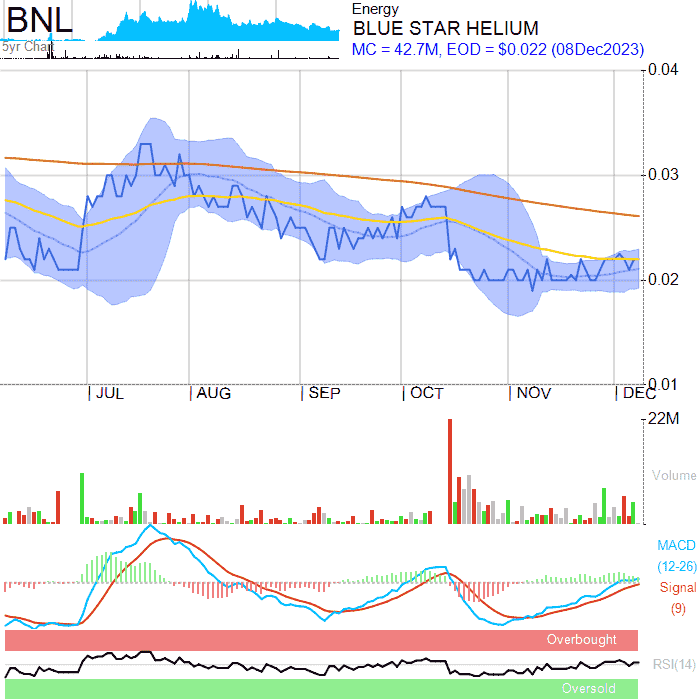 BNL
5yr Chart
Energy
BLUE STAR HELIUM
MC = 42.7M, EOD = $0.022 (08Dec2023)
0.04
0.03
0.02
0.01
JUL AUG SEP OCT NOV DEC
22M
Volume
MACD
(12-26)
Signal
(9)
Overbought
RSI(14)
Oversold